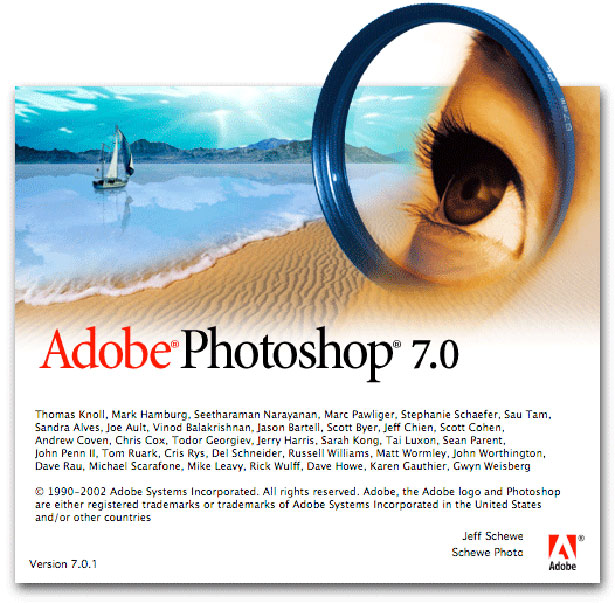 Adobe® Photoshop® 7.0
Thomas Knoll, Mark Hamburg, Seetharaman Narayanan, Marc Pawliger, Stephanie Schaefer, Sau Tam,
Sandra Alves, Joe Ault, Vinod Balakrishnan, Jason Bartell, Scott Byer, Jeff Chien, Scott Cohen,
Andrew Coven, Chris Cox, Todor Georgiev, Jerry Harris, Sarah Kong, Tai Luxon, Sean Parent,
John Penn II, Tom Ruark, Cris Rys, Del Schneider, Russell Williams, Matt Wormley, John Worthington,
Dave Rau, Michael Scarafone, Mike Leavy, Rick Wulff, Dave Howe, Karen Gauthier, Gwyn Weisberg
© 1990-2002 Adobe Systems Incorporated. All rights reserved. Adobe, the Adobe logo and Photoshop
are either registered trademarks or trademarks of Adobe Systems Incorporated in the United States
and/or other countries
Jeff Schewe
Schewe Photo
Adobe®
Version 7.0.1